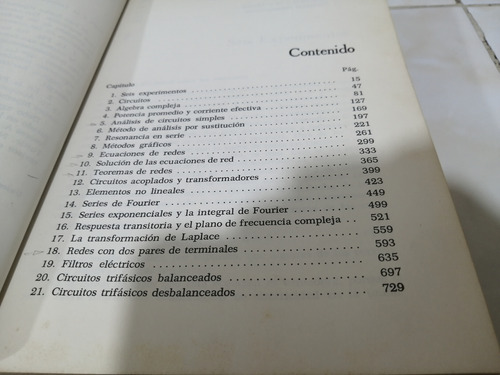 Contenido
Pág.
Capítulo
1. Seis experimentos . . . . . . . . . . 15
2. Circuitos . . . . . . . . . . 47
3. Algebra compleja . . . . . . . . . . 81
4. Potencia promedio y corriente efectiva . . . . . . . . . . 127
5. Análisis de circuitos simples . . . . . . . . . . 169
6. Método de análisis por sustitución . . . . . . . . . . 197
7. Resonancia en serie . . . . . . . . . . 221
8. Métodos gráficos . . . . . . . . . . 261
9. Ecuaciones de redes . . . . . . . . . . 299
10. Solución de las ecuaciones de red . . . . . . . . . . 333
11. Teoremas de redes . . . . . . . . . . 365
12. Circuitos acoplados y transformadores . . . . . . . . . . 399
13. Elementos no lineales . . . . . . . . . . 423
14. Series de Fourier . . . . . . . . . . 449
15. Series exponenciales y la integral de Fourier . . . . . . . . . . 499
16. Respuesta transitoria y el plano de frecuencia compleja . . 521
17. La transformación de Laplace . . . . . . . . . . 559
18. Redes con dos pares de terminales . . . . . . . . . . 593
19. Filtros eléctricos . . . . . . . . . . 635
20. Circuitos trifásicos balanceados . . . . . . . . . . 697
21. Circuitos trifásicos desbalanceados . . . . . . . . . . 729